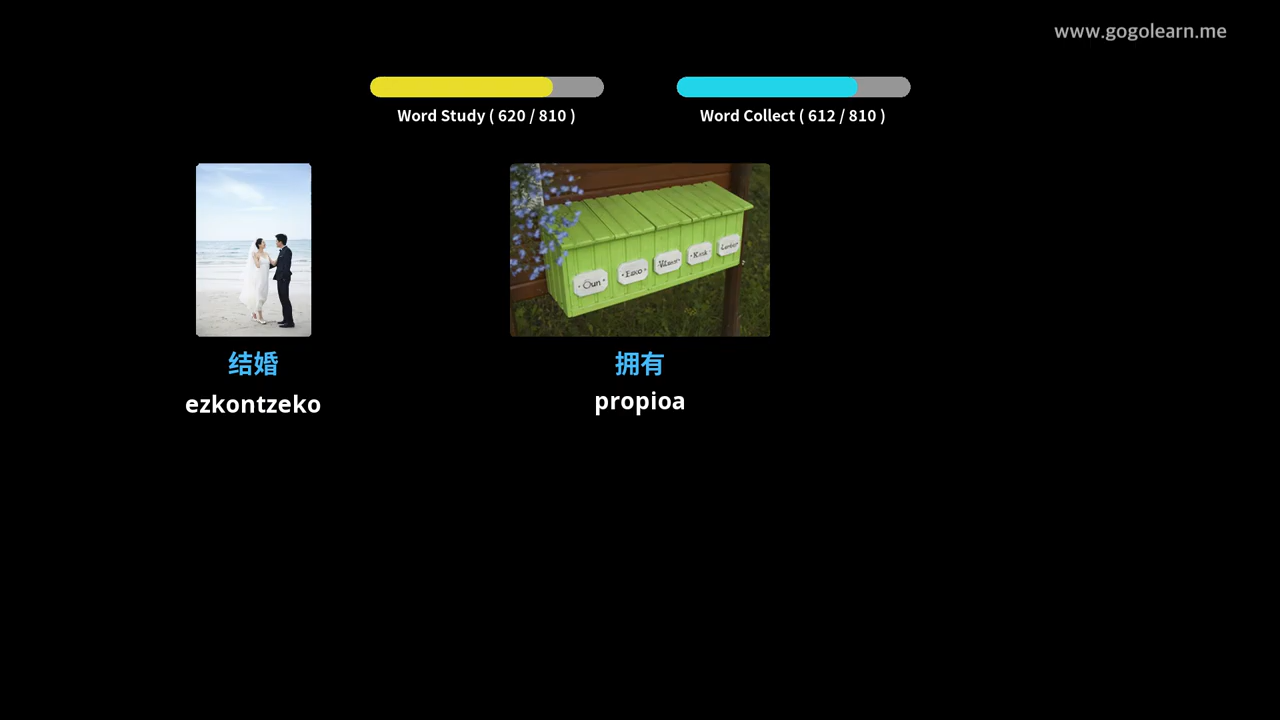 www.gogolearn.me
Word Study ( 620 / 810 )
Word Collect ( 612 / 810 )
结婚
ezkontzeko
拥有
propioa